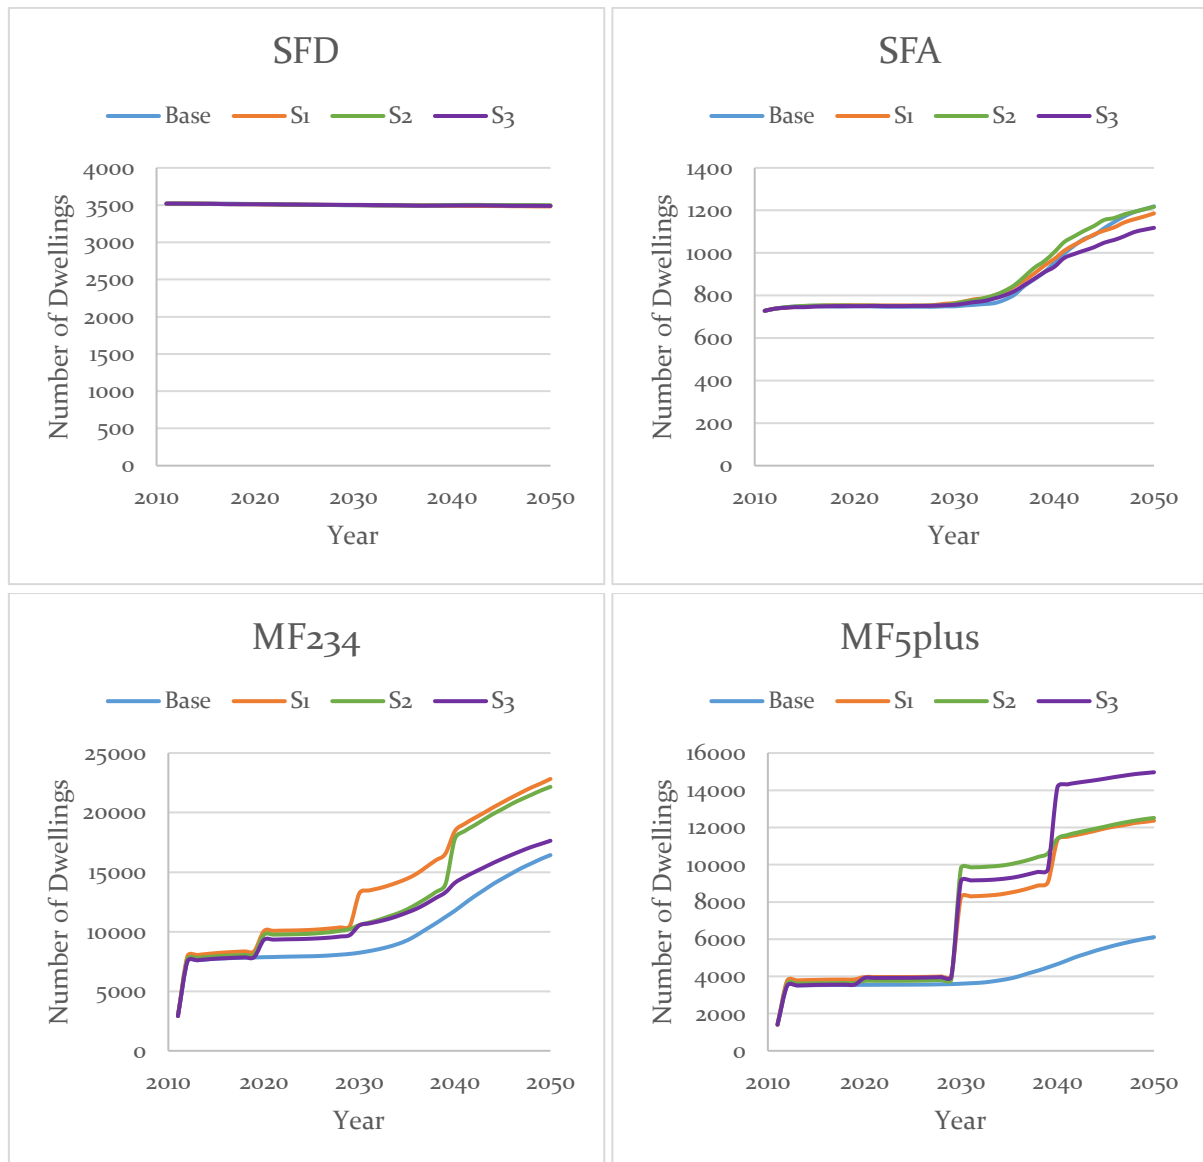 SFD
Base S1 S2 S3
4000
3500
3000
2500
2000
1500
1000
500
0
Number of Dwellings
2010 2020 2030 2040 2050
Year
SFA
Base S1 S2 S3
1400
1200
1000
800
600
400
200
0
Number of Dwellings
2010 2020 2030 2040 2050
Year
MF234
Base S1 S2 S3
25000
20000
15000
10000
5000
0
Number of Dwellings
2010 2020 2030 2040 2050
Year
MF5plus
Base S1 S2 S3
16000
14000
12000
10000
8000
6000
4000
2000
0
Number of Dwellings
2010 2020 2030 2040 2050
Year